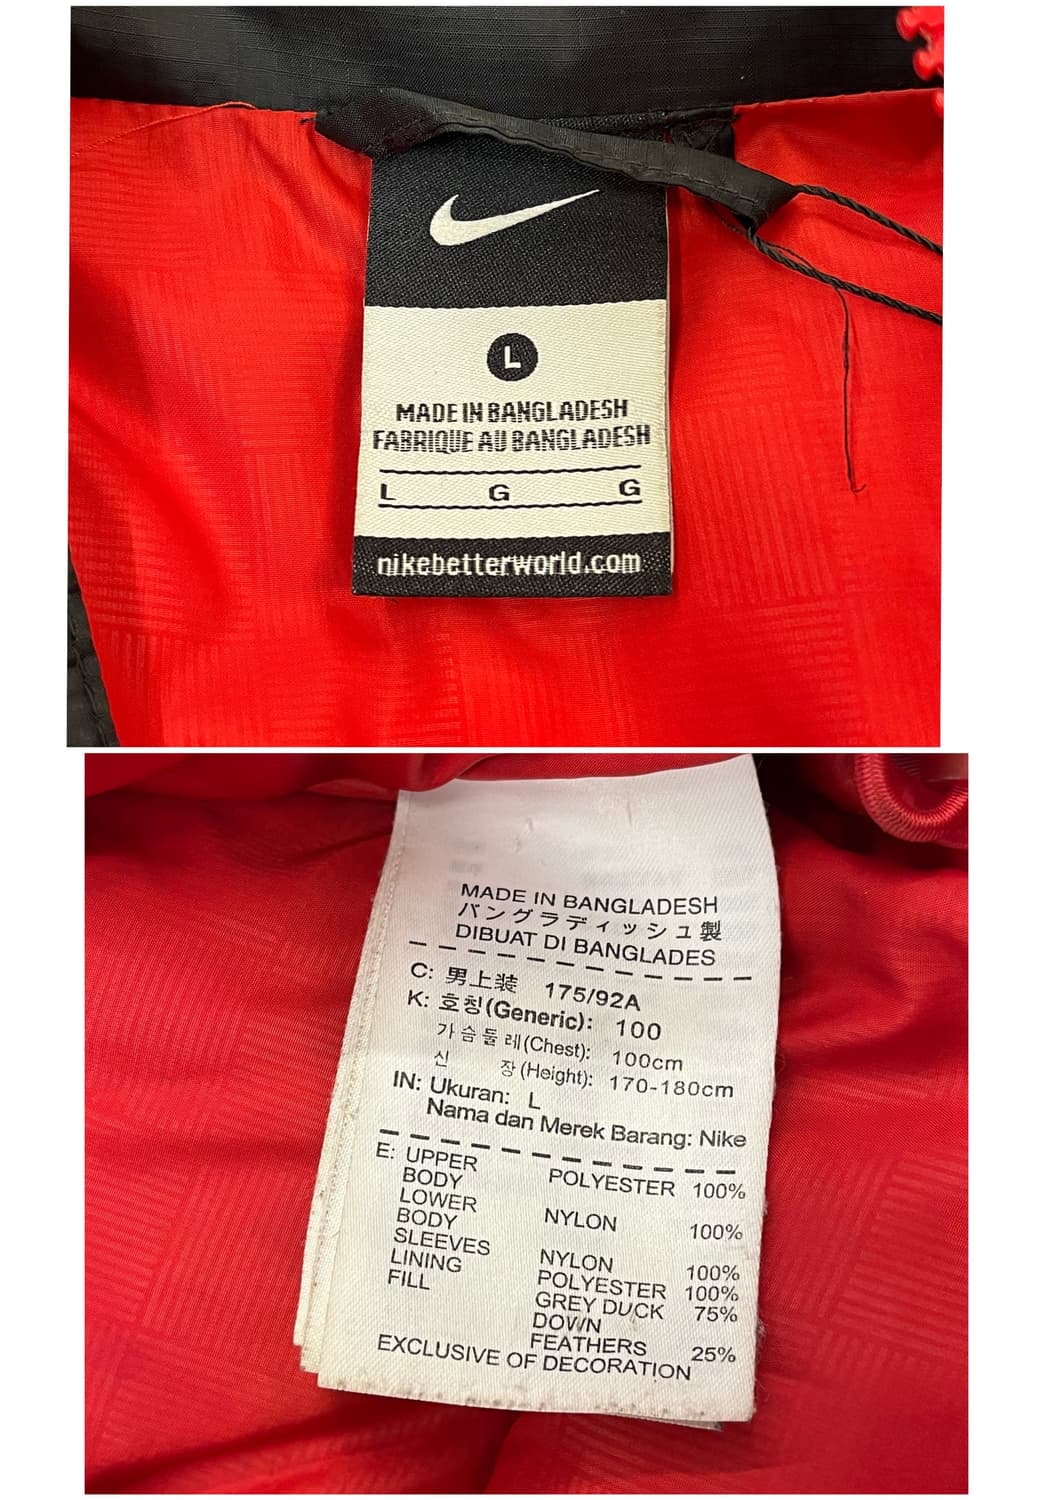 L
MADE IN BANGLADESH
FABRIQUE AU BANGLADESH
L G G
nikebetterworld.com
MADE IN BANGLADESH
バングラディッシュ製
DIBUAT DI BANGLADES
C: 男上装 175/92A
K: 호칭(Generic): 100
가슴둘레(Chest): 100cm
신 장(Height): 170-180cm
IN: Ukuran: L
Nama dan Merek Barang: Nike
E: UPPER BODY POLYESTER 100%
LOWER BODY NYLON 100%
SLEEVES NYLON 100%
LINING POLYESTER 100%
FILL GREY DUCK DOWN 75%
FEATHERS 25%
EXCLUSIVE OF DECORATION